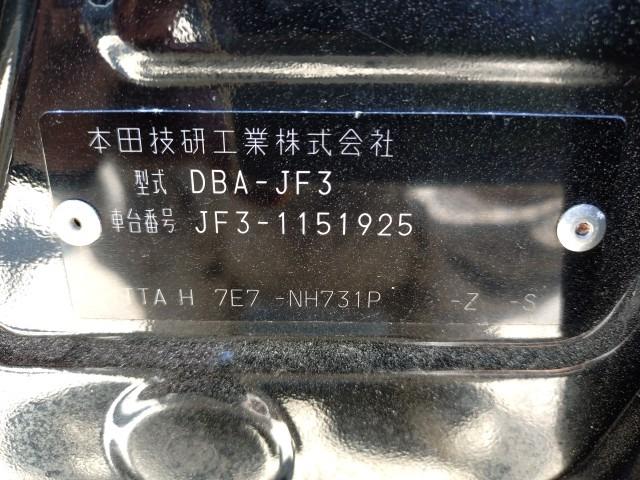 本田技研工業株式会社
型式 DBA-JF3
車台番号 JF3-1151925
TTA H 7E7 -NH731P -Z -S